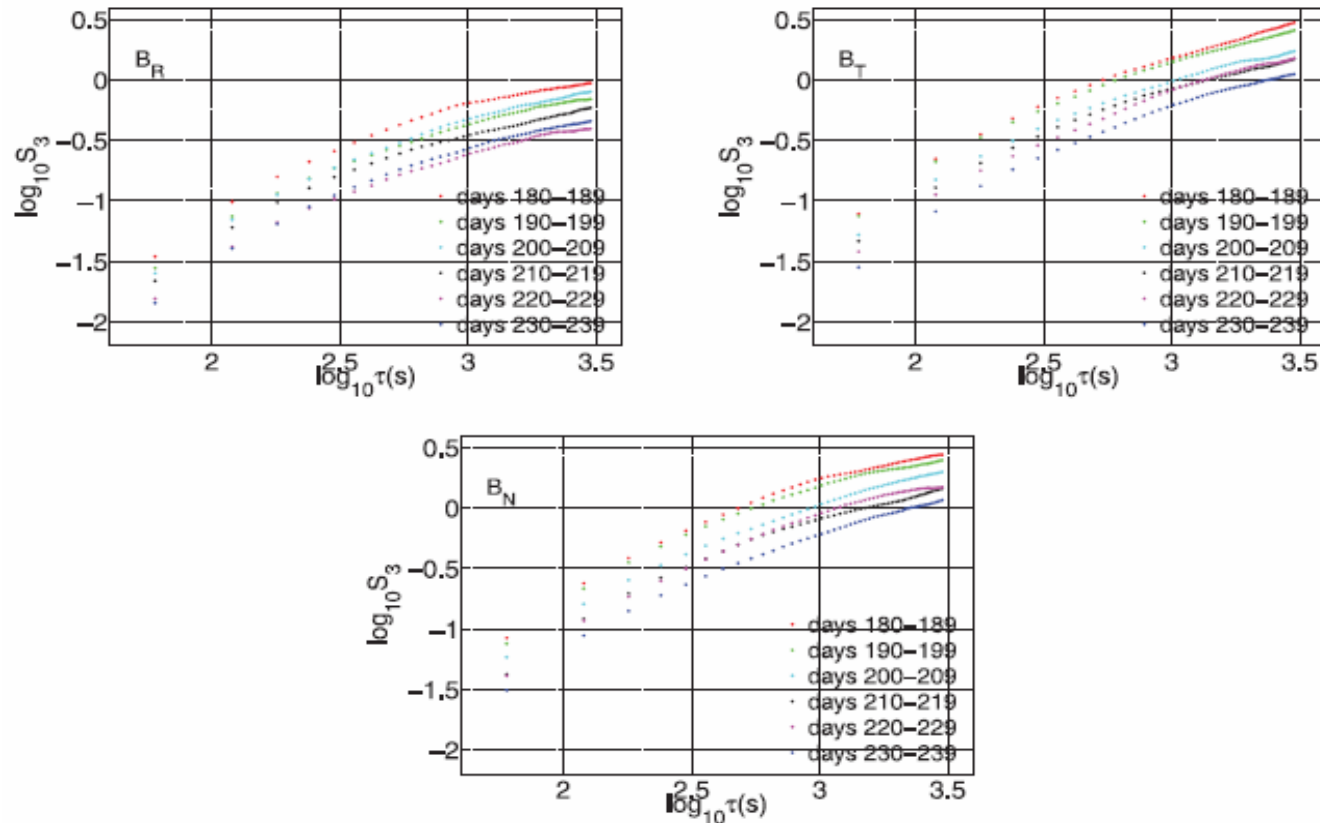 0.5
0
−0.5
−1
−1.5
−2
log10S3
BR
days 180−189
days 190−199
days 200−209
days 210−219
days 220−229
days 230−239
2 2.5 3 3.5
log10τ(s)
0.5
0
−0.5
−1
−1.5
−2
log10S3
BT
days 180−189
days 190−199
days 200−209
days 210−219
days 220−229
days 230−239
2 2.5 3 3.5
log10τ(s)
0.5
0
−0.5
−1
−1.5
−2
log10S3
BN
days 180−189
days 190−199
days 200−209
days 210−219
days 220−229
days 230−239
2 2.5 3 3.5
log10τ(s)